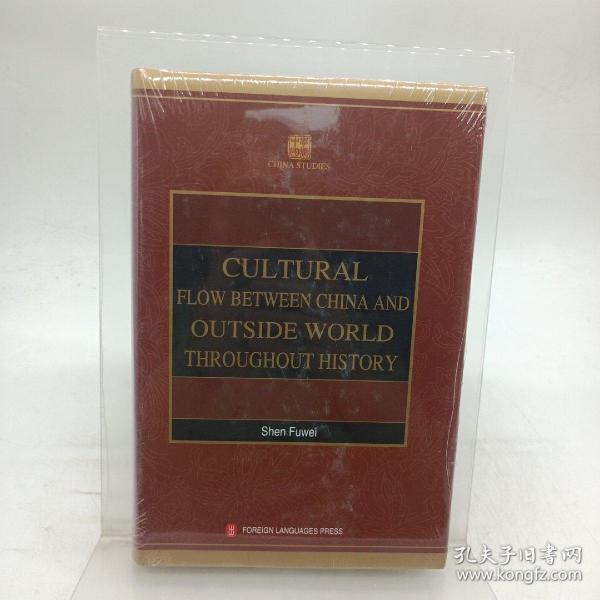 CHINA STUDIES
CULTURAL
FLOW BETWEEN CHINA AND
OUTSIDE WORLD
THROUGHOUT HISTORY
Shen Fuwei
FOREIGN LANGUAGES PRESS
孔夫子旧书网
www.kongfz.com